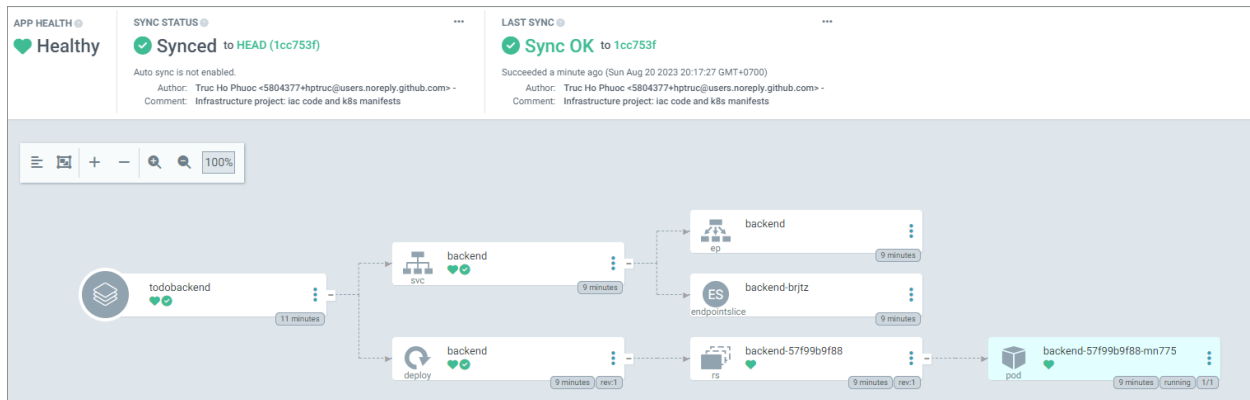 APP HEALTH
Healthy
SYNC STATUS
Synced to HEAD (1cc753f)
Auto sync is not enabled.
Author: Truc Ho Phuoc <5804377+hptruc@users.noreply.github.com> -
Comment: Infrastructure project: iac code and k8s manifests
LAST SYNC
Sync OK to 1cc753f
Succeeded a minute ago (Sun Aug 20 2023 20:17:27 GMT+0700)
Author: Truc Ho Phuoc <5804377+hptruc@users.noreply.github.com> -
Comment: Infrastructure project: iac code and k8s manifests
100%
todobackend
11 minutes
backend
svc
9 minutes
backend
ep
9 minutes
ES
backend-brjtz
endpointslice
9 minutes
backend
deploy
9 minutes rev:1
backend-57f99b9f88
rs
9 minutes rev:1
backend-57f99b9f88-mn775
pod
9 minutes running 1/1